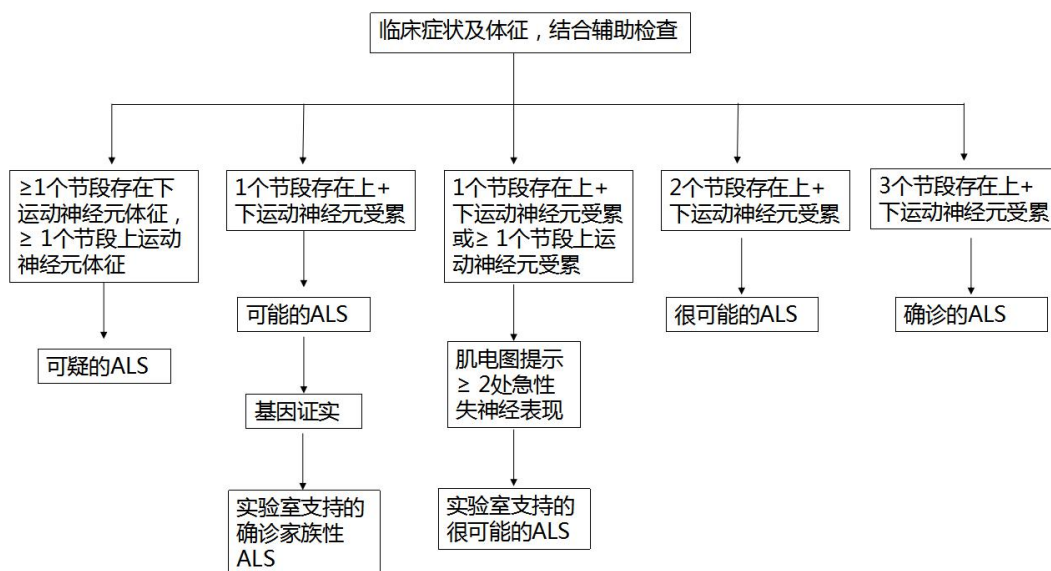 临床症状及体征，结合辅助检查
≥1个节段存在下
运动神经元体征，
≥ 1个节段上运动
神经元体征
1个节段存在上+
下运动神经元受累
1个节段存在上+
下运动神经元受累
或≥ 1个节段上运
动神经元受累
2个节段存在上+
下运动神经元受累
3个节段存在上+
下运动神经元受累
可疑的ALS
可能的ALS
肌电图提示
≥ 2处急性
失神经表现
很可能的ALS
确诊的ALS
基因证实
实验室支持的
确诊家族性
ALS
实验室支持的
很可能的ALS